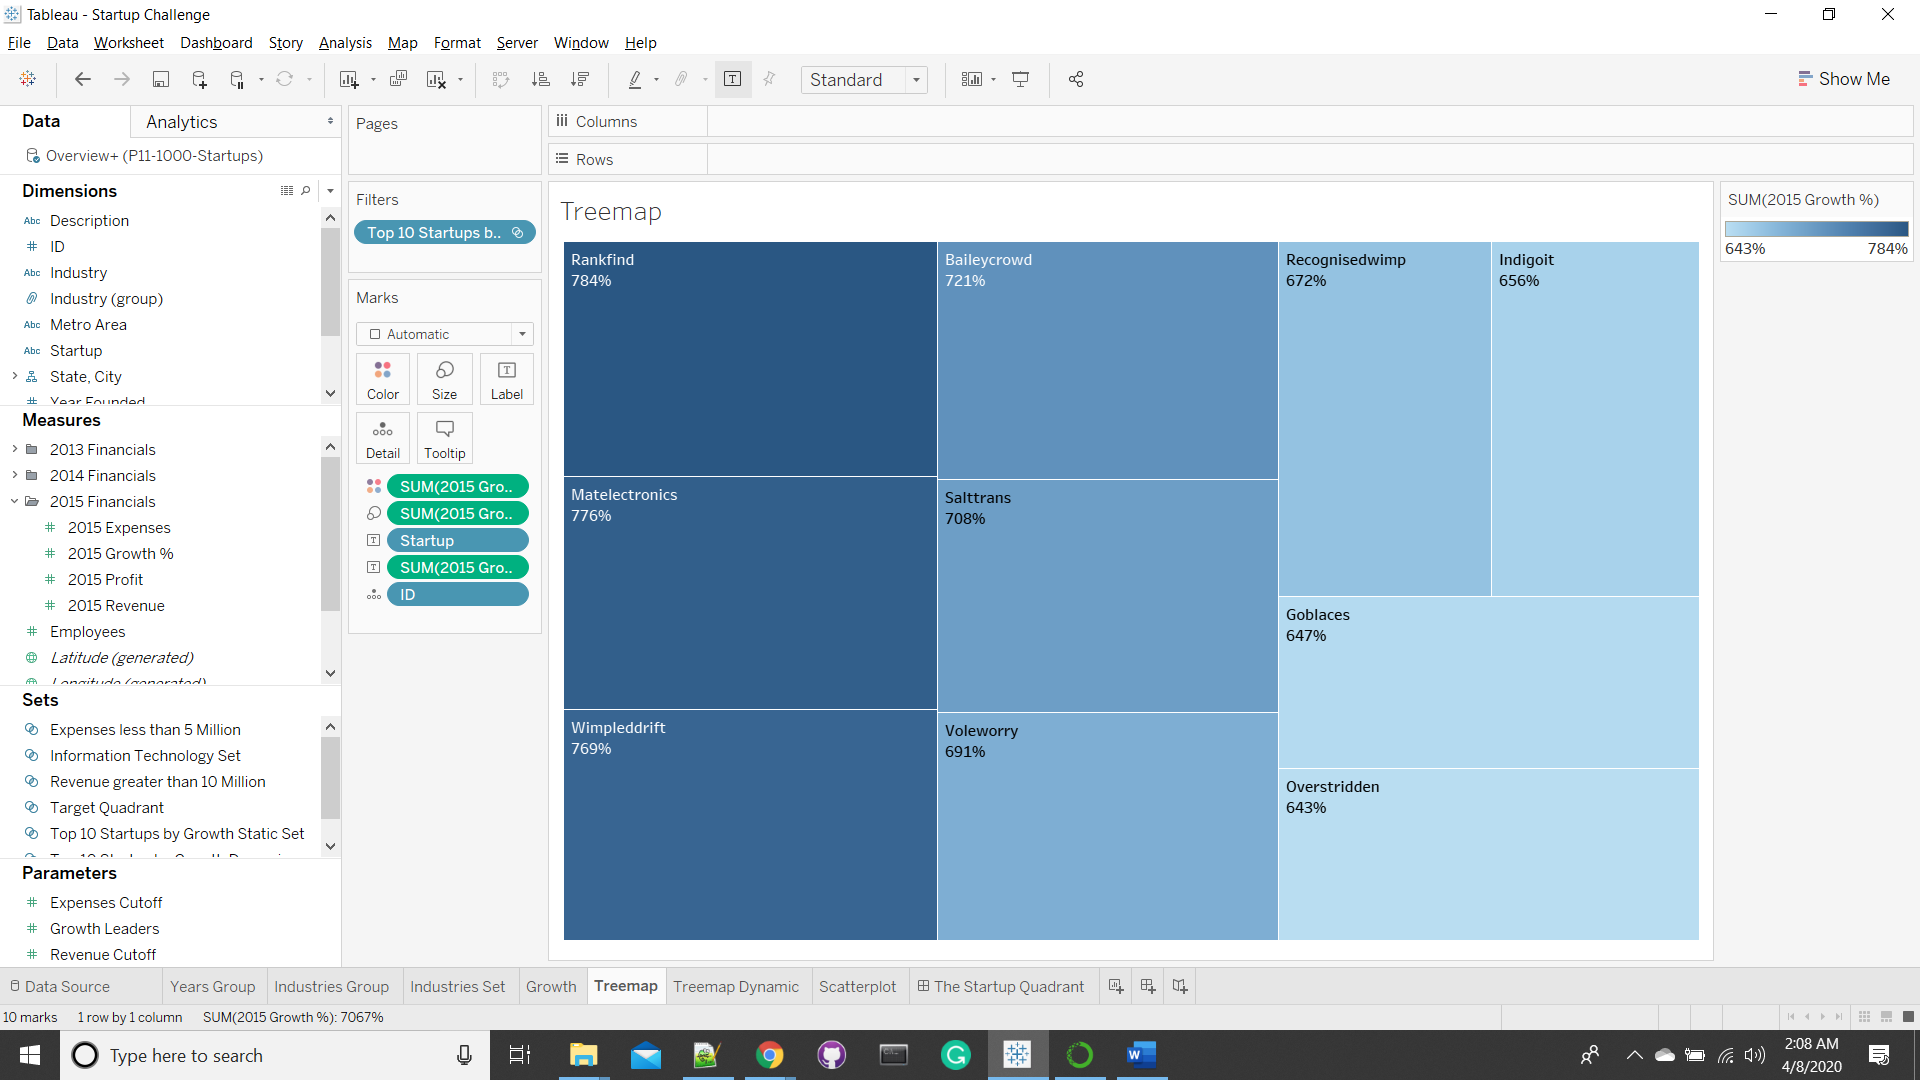 Tableau - Startup Challenge
File Data Worksheet Dashboard Story Analysis Map Format Server Window Help
Standard
Show Me
Data
Analytics
Overview+ (P11-1000-Startups)
Dimensions
Abc Description
ID
Abc Industry
Industry (group)
Abc Metro Area
Abc Startup
State, City
Year Founded
Measures
2013 Financials
2014 Financials
2015 Financials
2015 Expenses
2015 Growth %
2015 Profit
2015 Revenue
Employees
Latitude (generated)
Longitude (generated)
Sets
Expenses less than 5 Million
Information Technology Set
Revenue greater than 10 Million
Target Quadrant
Top 10 Startups by Growth Static Set
Parameters
Expenses Cutoff
Growth Leaders
Revenue Cutoff
Pages
Filters
Top 10 Startups b..
Marks
Automatic
Color
Size
Label
Detail
Tooltip
SUM(2015 Gro..
SUM(2015 Gro..
Startup
SUM(2015 Gro..
ID
Columns
Rows
Treemap
Rankfind
784%
Matelectronics
776%
Wimpleddrift
769%
Baileycrowd
721%
Salttrans
708%
Voleworry
691%
Recognisedwimp
672%
Indigoit
656%
Goblaces
647%
Overstridden
643%
SUM(2015 Growth %)
643% 784%
Data Source Years Group Industries Group Industries Set Growth Treemap Treemap Dynamic Scatterplot The Startup Quadrant
10 marks 1 row by 1 column SUM(2015 Growth %): 7067%
Type here to search
2:08 AM
4/8/2020